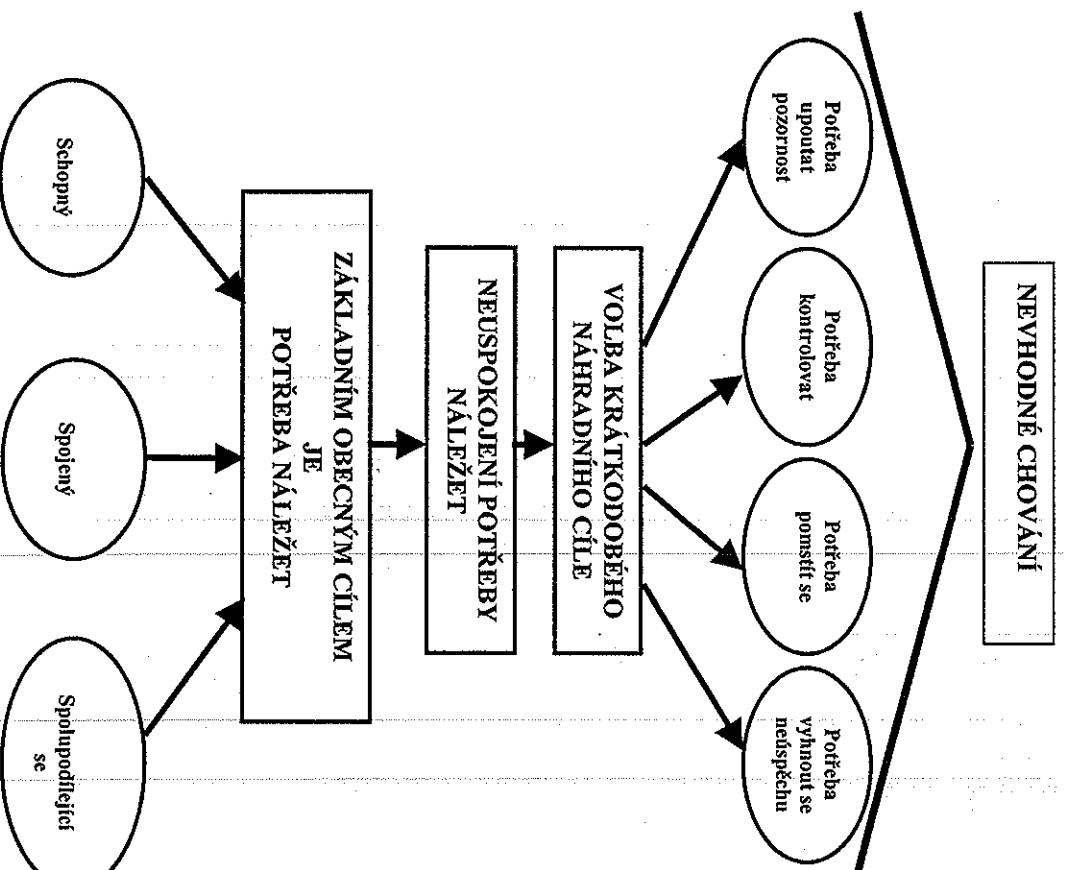 NEVHODNÉ CHOVÁNÍ
Potřeba
upoutat
pozornost
Potřeba
kontrolovat
Potřeba
pomstít se
Potřeba
vyhnout se
neúspěchu
VOLBA KRÁTKODOBÉHO
NÁHRADNÍHO CÍLE
NEUSPOKOJENÍ POTŘEBY
NÁLEŽET
ZÁKLADNÍM OBECNÝM CÍLEM
JE
POTŘEBA NÁLEŽET
Schopný
Spojený
Spolupodílející
se